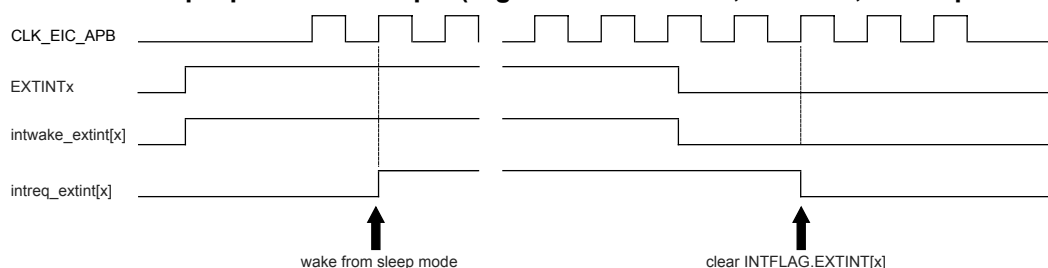 CLK_EIC_APB
EXTINTx
intwake_extint[x]
intreq_extint[x]
wake from sleep mode
clear INTFLAG.EXTINT[x]